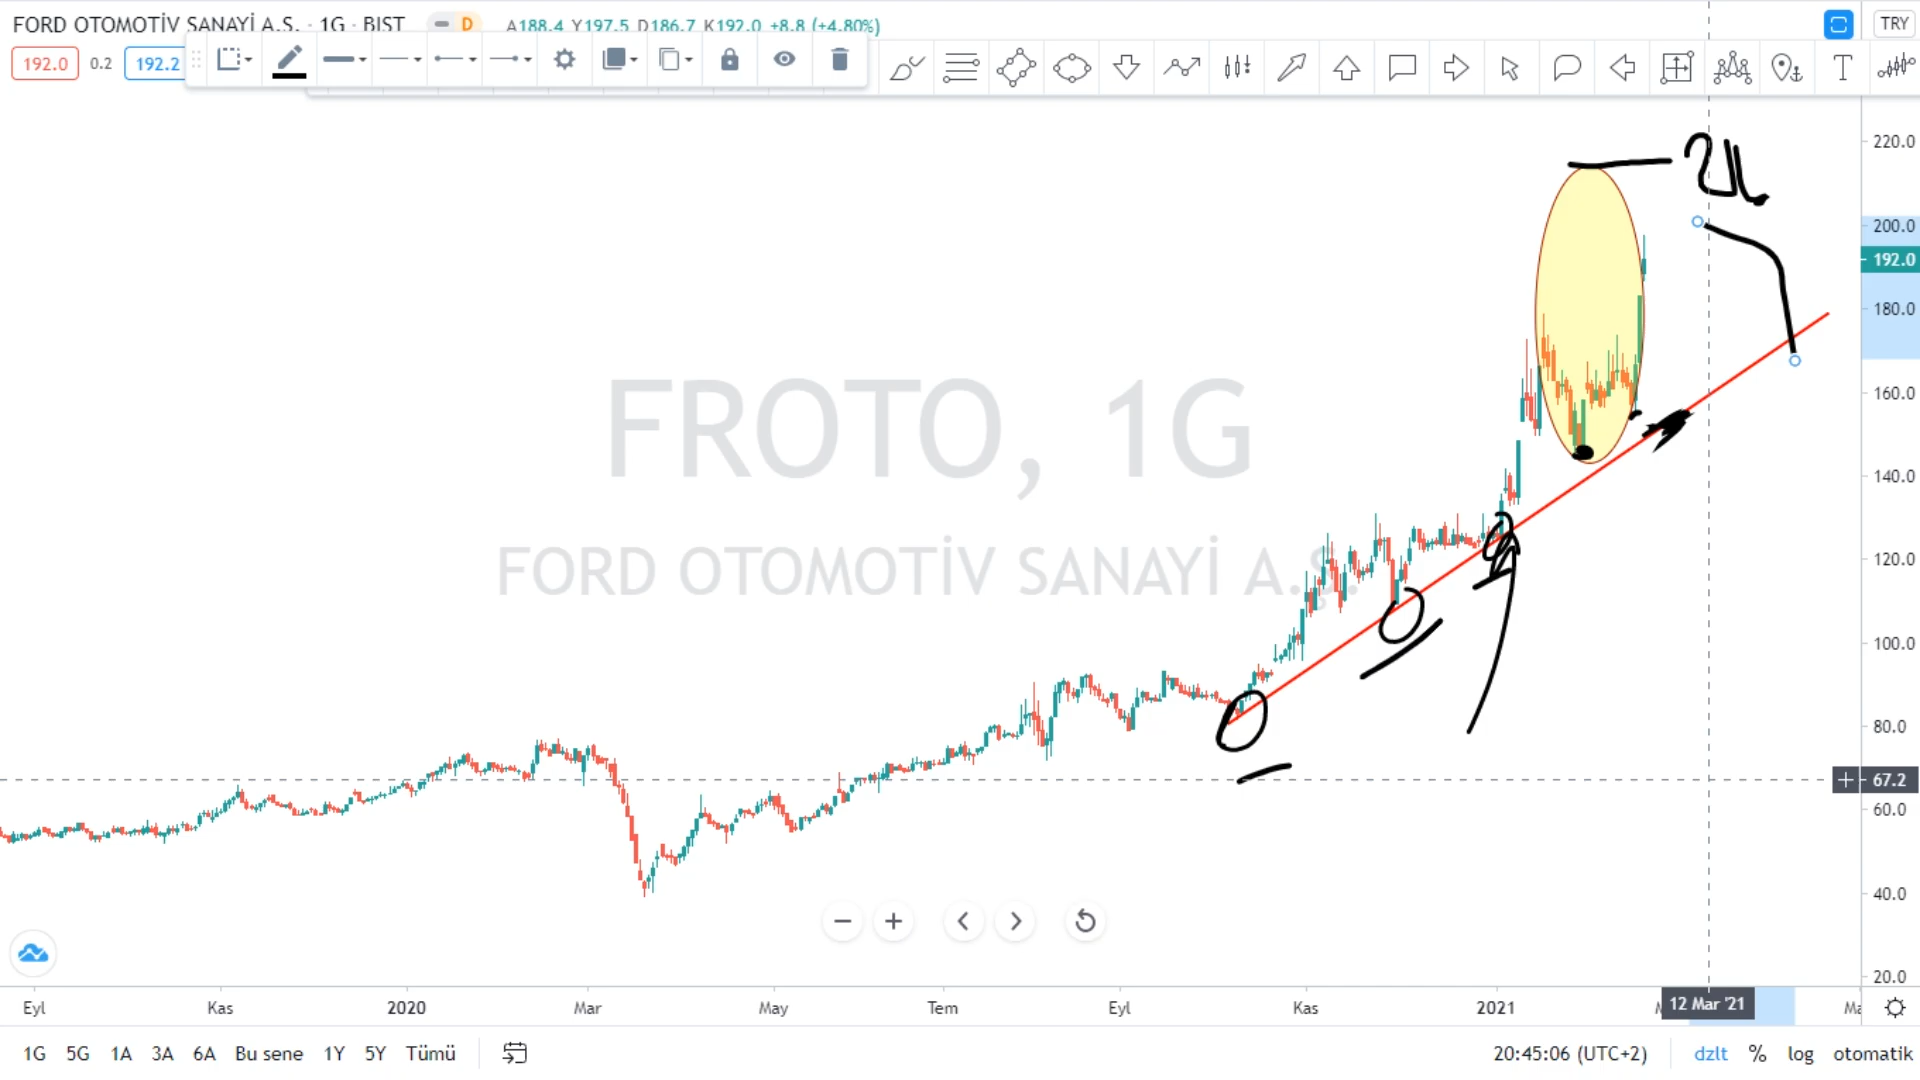 FORD OTOMOTİV SANAYİ A.Ş. · 1G · BIST D A188.4 Y197.5 D186.7 K192.0 +8.8 (+4.80%) TRY
192.0 0.2 192.2 T
220.0
200.0
192.0
180.0
160.0
140.0
120.0
100.0
80.0
67.2
60.0
40.0
20.0
FROTO, 1G
FORD OTOMOTİV SANAYİ A.Ş.
Eyl Kas 2020 Mar May Tem Eyl Kas 2021 12 Mar '21
1G 5G 1A 3A 6A Bu sene 1Y 5Y Tümü 20:45:06 (UTC+2) dzlt % log otomatik